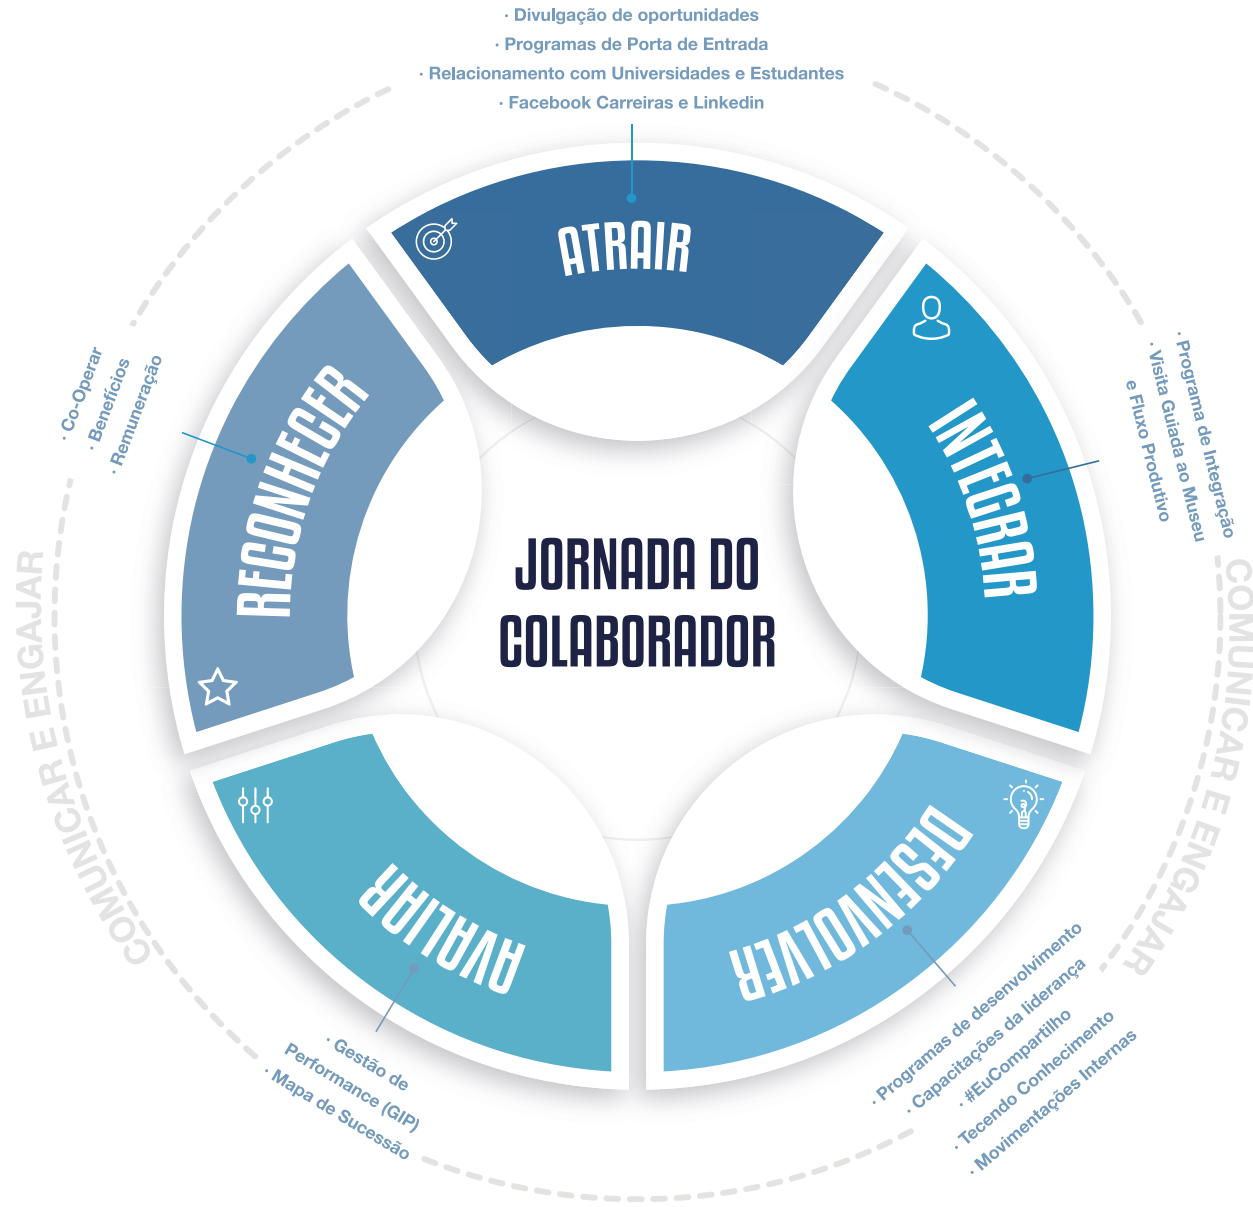 · Divulgação de oportunidades
· Programas de Porta de Entrada
· Relacionamento com Universidades e Estudantes
· Facebook Carreiras e Linkedin
ATRAIR
INTEGRAR
· Programa de Integração
· Visita Guiada ao Museu
e Fluxo Produtivo
DESENVOLVER
· Programas de desenvolvimento
· Capacitações da liderança
· #EuCompartilho
· Tecendo Conhecimento
· Movimentações Internas
AVALIAR
· Gestão de
Performance (GIP)
· Mapa de Sucessão
RECONHECER
· Co-Operar
· Benefícios
· Remuneração
JORNADA DO
COLABORADOR
COMUNICAR E ENGAJAR
COMUNICAR E ENGAJAR